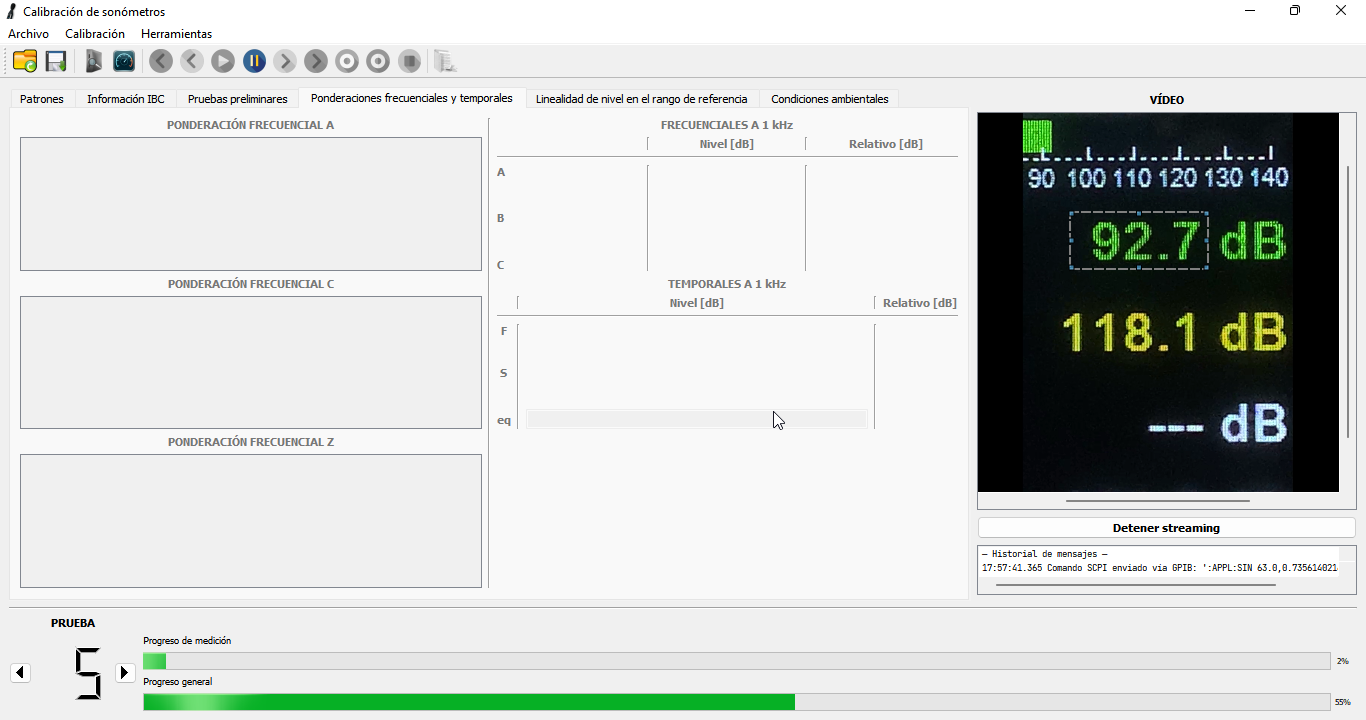 Calibración de sonómetros
Archivo Calibración Herramientas
Patrones Información IBC Pruebas preliminares Ponderaciones frecuenciales y temporales Linealidad de nivel en el rango de referencia Condiciones ambientales
PONDERACIÓN FRECUENCIAL A
PONDERACIÓN FRECUENCIAL C
PONDERACIÓN FRECUENCIAL Z
FRECUENCIALES A 1 kHz
Nivel [dB] Relativo [dB]
A
B
C
TEMPORALES A 1 kHz
Nivel [dB] Relativo [dB]
F
S
eq
VÍDEO
90 100 110 120 130 140
92.7 dB
118.1 dB
--- dB
Detener streaming
— Historial de mensajes —
17:57:41.365 Comando SCPI enviado vía GPIB: ':APPL:SIN 63.0,0.735614021
PRUEBA
5
Progreso de medición
2%
Progreso general
55%